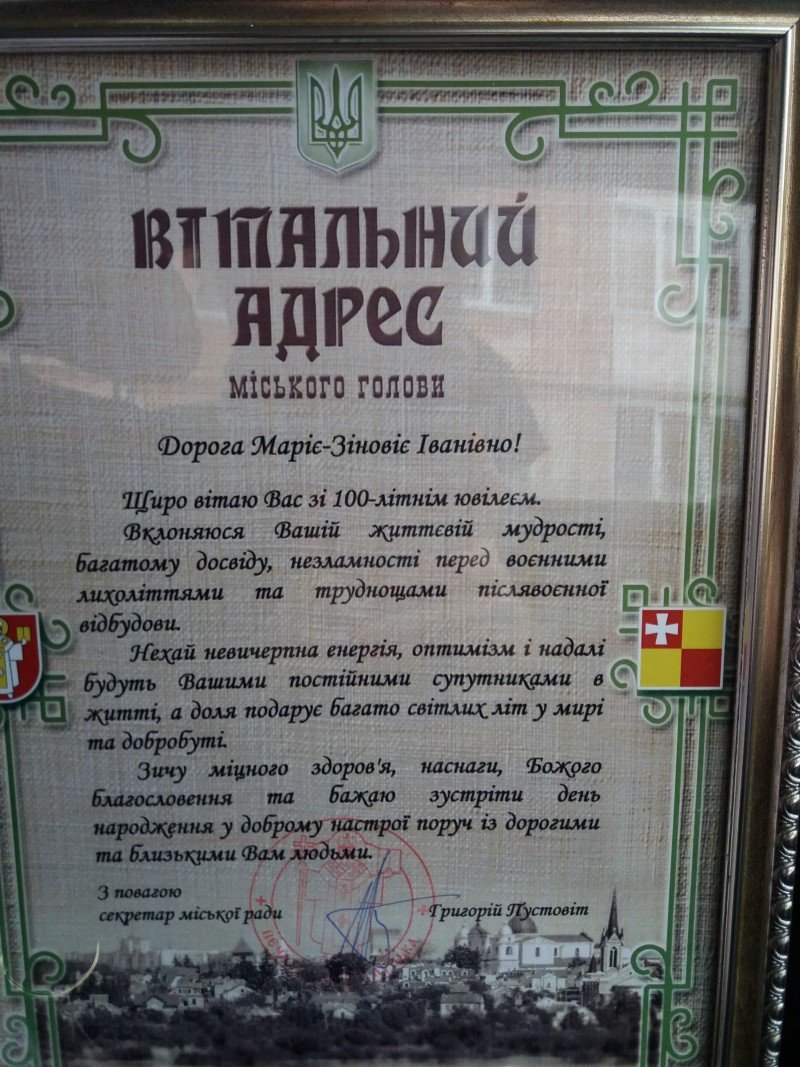 ВІТАЛЬНИЙ
АДРЕС
МІСЬКОГО ГОЛОВИ
Дорога Маріє-Зіновіє Іванівно!
Щиро вітаю Вас зі 100-літнім ювілеєм.
Вклоняюся Вашій життєвій мудрості,
багатому досвіду, незламності перед воєнними
лихоліттями та труднощами післявоєнної
відбудови.
Нехай невичерпна енергія, оптимізм і надалі
будуть Вашими постійними супутниками в
житті, а доля подарує багато світлих літ у мирі
та добробуті.
Зичу міцного здоров'я, наснаги, Божого
благословення та бажаю зустріти день
народження у доброму настрої поруч із дорогими
та близькими Вам людьми.
З повагою
секретар міської ради
Григорій Пустовіт